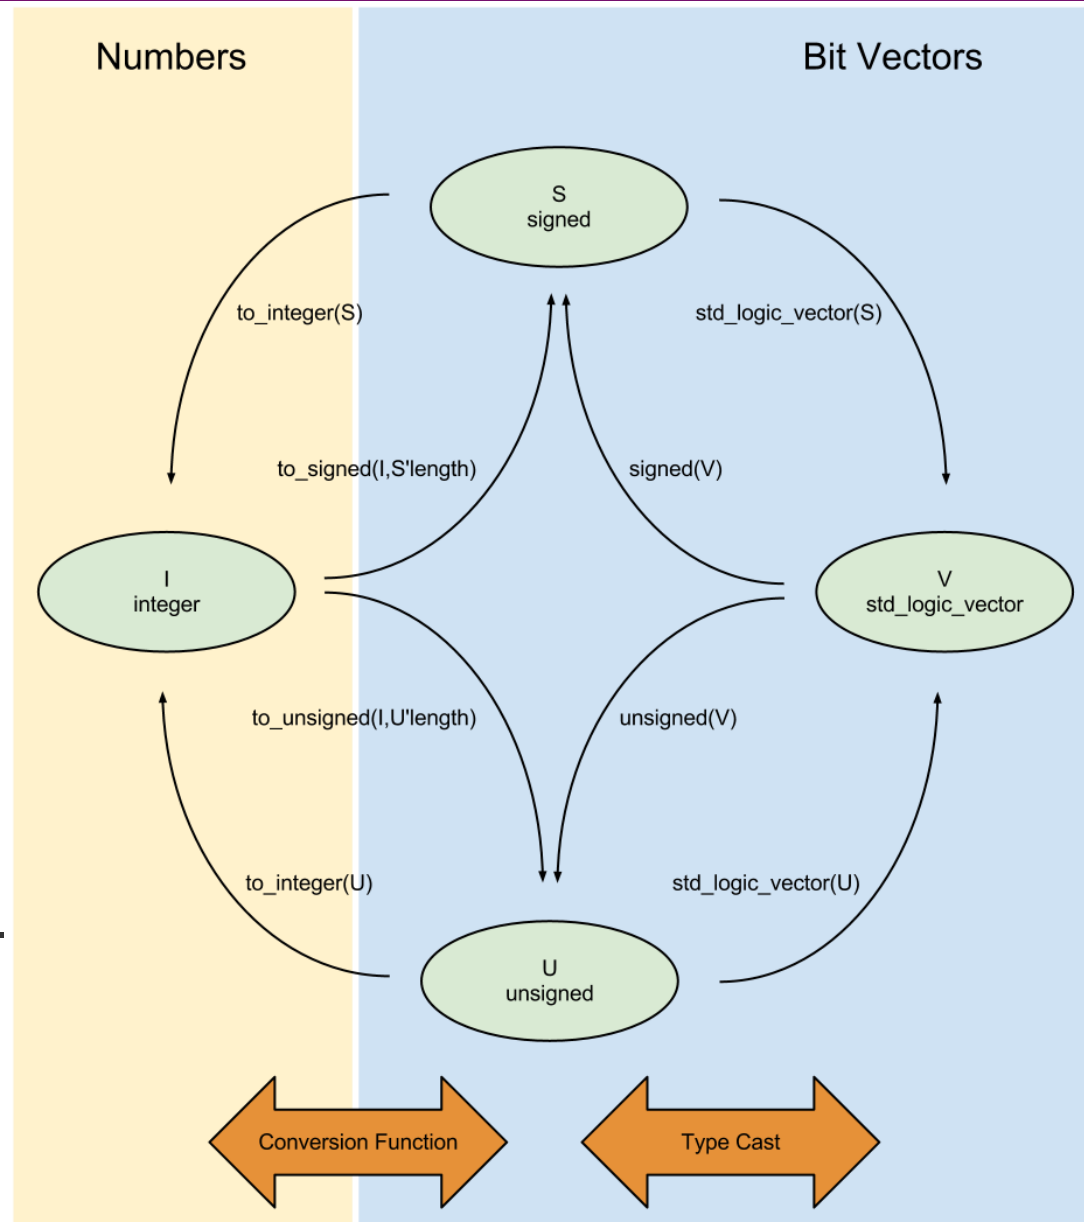 Numbers
Bit Vectors
S
signed
to_integer(S)
std_logic_vector(S)
to_signed(I,S'length)
signed(V)
I
integer
V
std_logic_vector
to_unsigned(I,U'length)
unsigned(V)
to_integer(U)
std_logic_vector(U)
U
unsigned
Conversion Function
Type Cast